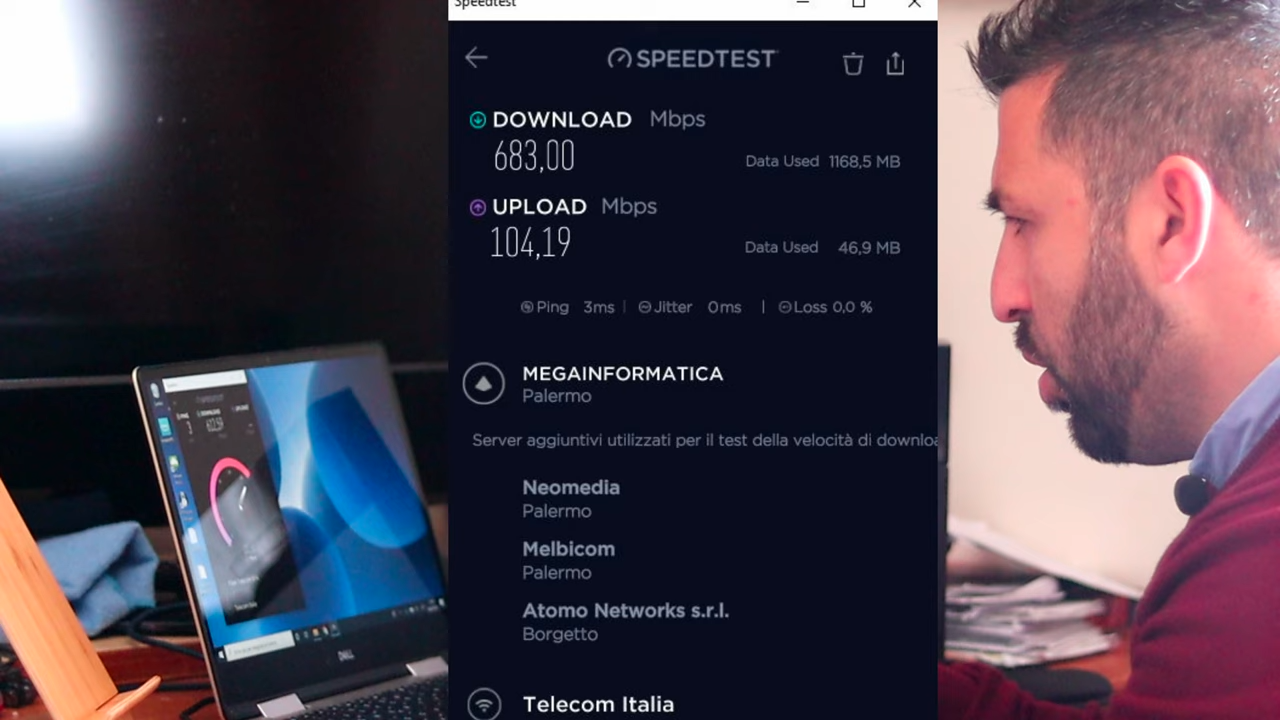 Speedtest
SPEEDTEST
DOWNLOAD Mbps
683,00
Data Used 1168,5 MB
UPLOAD Mbps
104,19
Data Used 46,9 MB
Ping 3ms | Jitter 0ms | Loss 0,0 %
MEGAINFORMATICA
Palermo
Server aggiuntivi utilizzati per il test della velocità di downloa
Neomedia
Palermo
Melbicom
Palermo
Atomo Networks s.r.l.
Borgetto
Telecom Italia
DELL